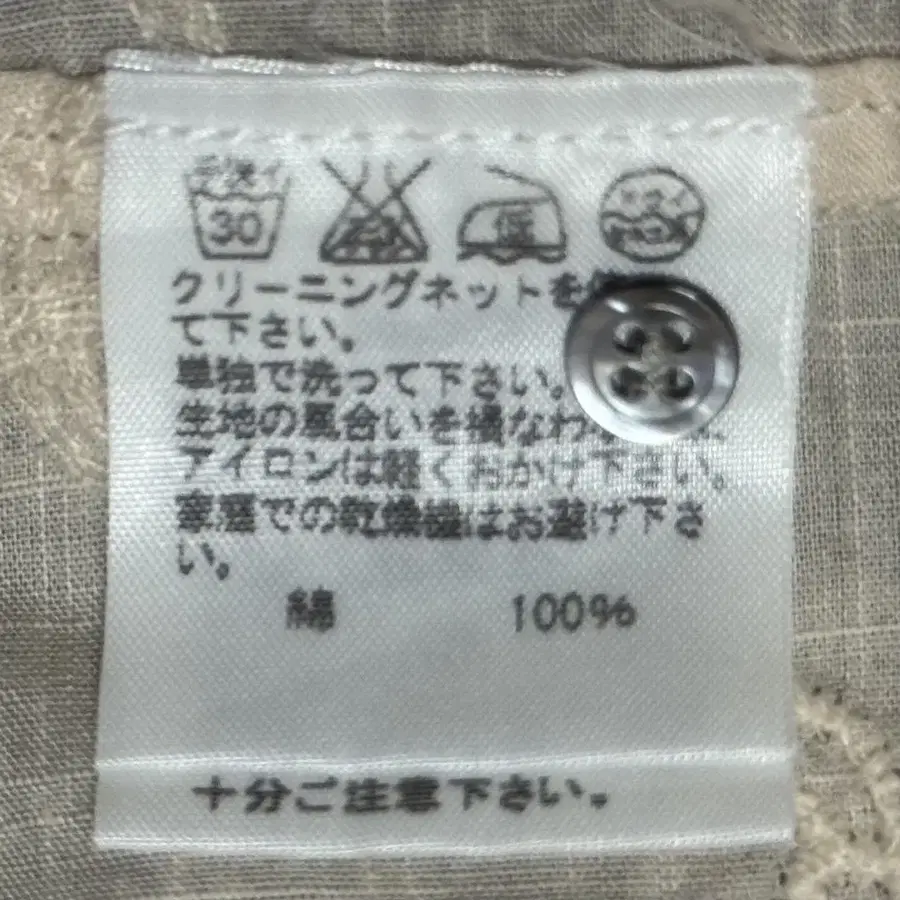 手洗イ
30
低
クリーニングネットを
て下さい。
単独で洗って下さい。
生地の風合いを損なわ
アイロンは軽くおかけ下さい。
家庭での乾燥機はお避け下さ
い。
綿 100%
十分ご注意下さい。